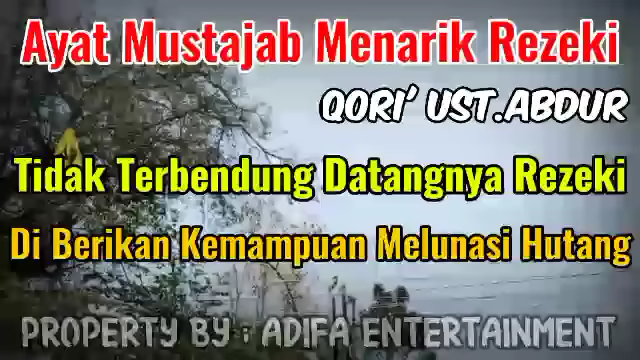 Ayat Mustajab Menarik Rezeki
QORI' UST.ABDUR
Tidak Terbendung Datangnya Rezeki
Di Berikan Kemampuan Melunasi Hutang
PROPERTY BY ; ADIFA ENTERTAINMENT